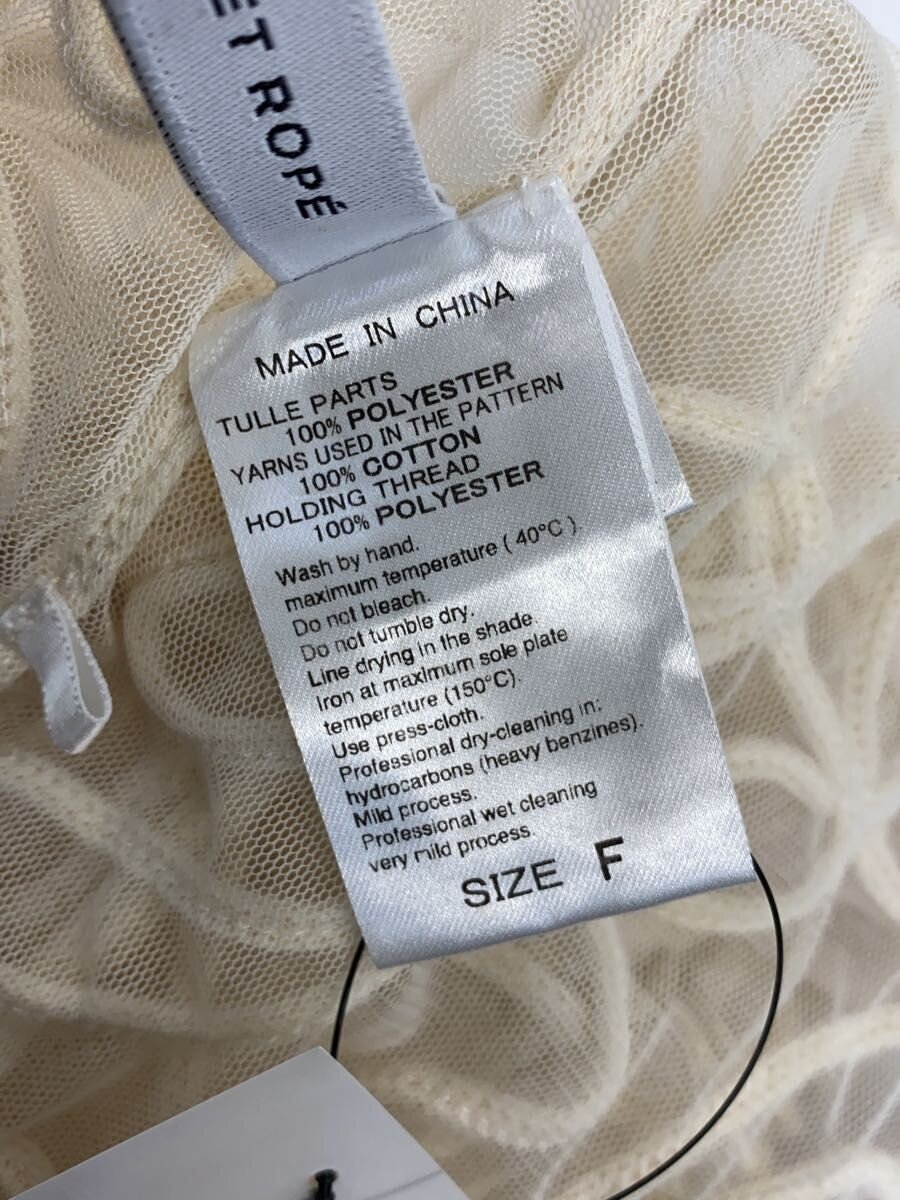 ET ROPÉ
MADE IN CHINA
TULLE PARTS
100% POLYESTER
YARNS USED IN THE PATTERN
100% COTTON
HOLDING THREAD
100% POLYESTER
Wash by hand.
maximum temperature ( 40°C ).
Do not bleach.
Do not tumble dry.
Line drying in the shade.
Iron at maximum sole plate
temperature (150°C).
Use press-cloth.
Professional dry-cleaning in:
hydrocarbons (heavy benzines).
Mild process.
Professional wet cleaning
very mild process.
SIZE F